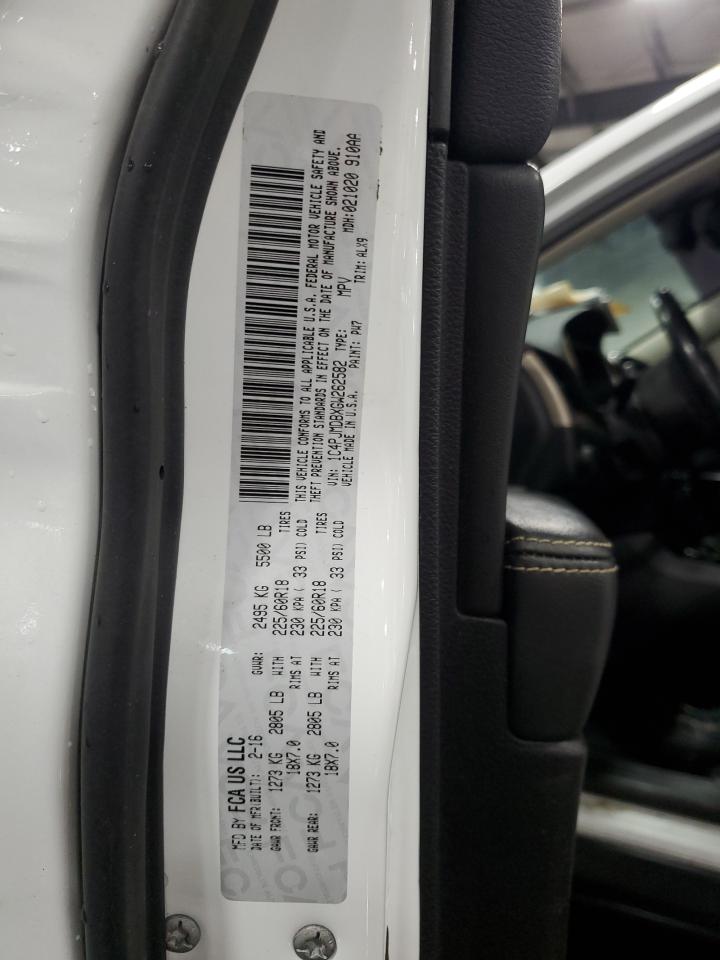 MFD BY FCA US LLC
DATE OF MFR(BUILT): 2-16 GVWR: 2495 KG 5500 LB
GAWR FRONT: 1273 KG 2805 LB WITH 225/60R18 TIRES
18X7.0 RIMS AT 230 KPA ( 33 PSI) COLD
GAWR REAR: 1273 KG 2805 LB WITH 225/60R18 TIRES
18X7.0 RIMS AT 230 KPA ( 33 PSI) COLD
THIS VEHICLE CONFORMS TO ALL APPLICABLE U.S.A. FEDERAL MOTOR VEHICLE SAFETY AND
THEFT PREVENTION STANDARDS IN EFFECT ON THE DATE OF MANUFACTURE SHOWN ABOVE.
VIN: 1C4PJMDBXGW262582 TYPE: MPV MDH:021020 910AA
VEHICLE MADE IN U.S.A. PAINT: PW7 TRIM: ALX9